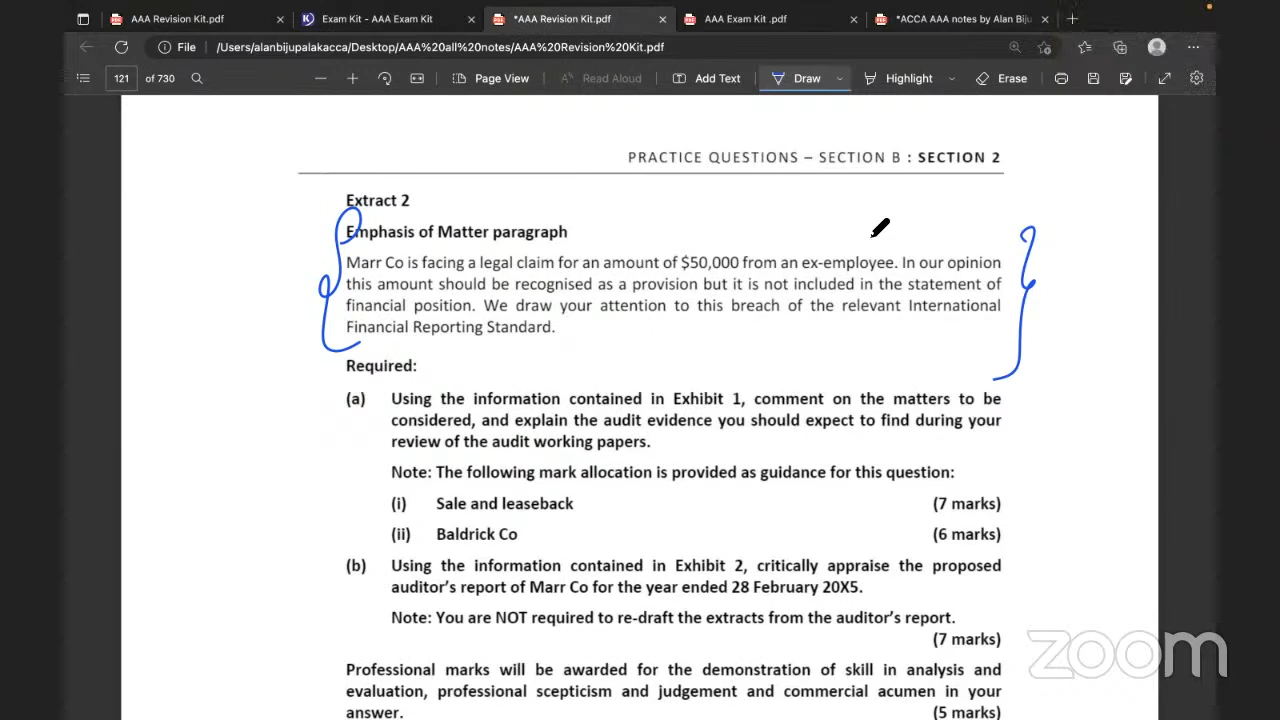 AAA Revision Kit.pdf
Exam Kit - AAA Exam Kit
*AAA Revision Kit.pdf
AAA Exam Kit .pdf
*ACCA AAA notes by Alan Biju
File /Users/alanbijupalakacca/Desktop/AAA%20all%20notes/AAA%20Revision%20Kit.pdf
121 of 730 Page View Read Aloud Add Text Draw Highlight Erase
PRACTICE QUESTIONS – SECTION B : SECTION 2
Extract 2
Emphasis of Matter paragraph
Marr Co is facing a legal claim for an amount of $50,000 from an ex-employee. In our opinion
this amount should be recognised as a provision but it is not included in the statement of
financial position. We draw your attention to this breach of the relevant International
Financial Reporting Standard.
Required:
(a) Using the information contained in Exhibit 1, comment on the matters to be
considered, and explain the audit evidence you should expect to find during your
review of the audit working papers.
Note: The following mark allocation is provided as guidance for this question:
(i) Sale and leaseback (7 marks)
(ii) Baldrick Co (6 marks)
(b) Using the information contained in Exhibit 2, critically appraise the proposed
auditor's report of Marr Co for the year ended 28 February 20X5.
Note: You are NOT required to re-draft the extracts from the auditor's report.
(7 marks)
zoom
Professional marks will be awarded for the demonstration of skill in analysis and
evaluation, professional scepticism and judgement and commercial acumen in your
answer. (5 marks)